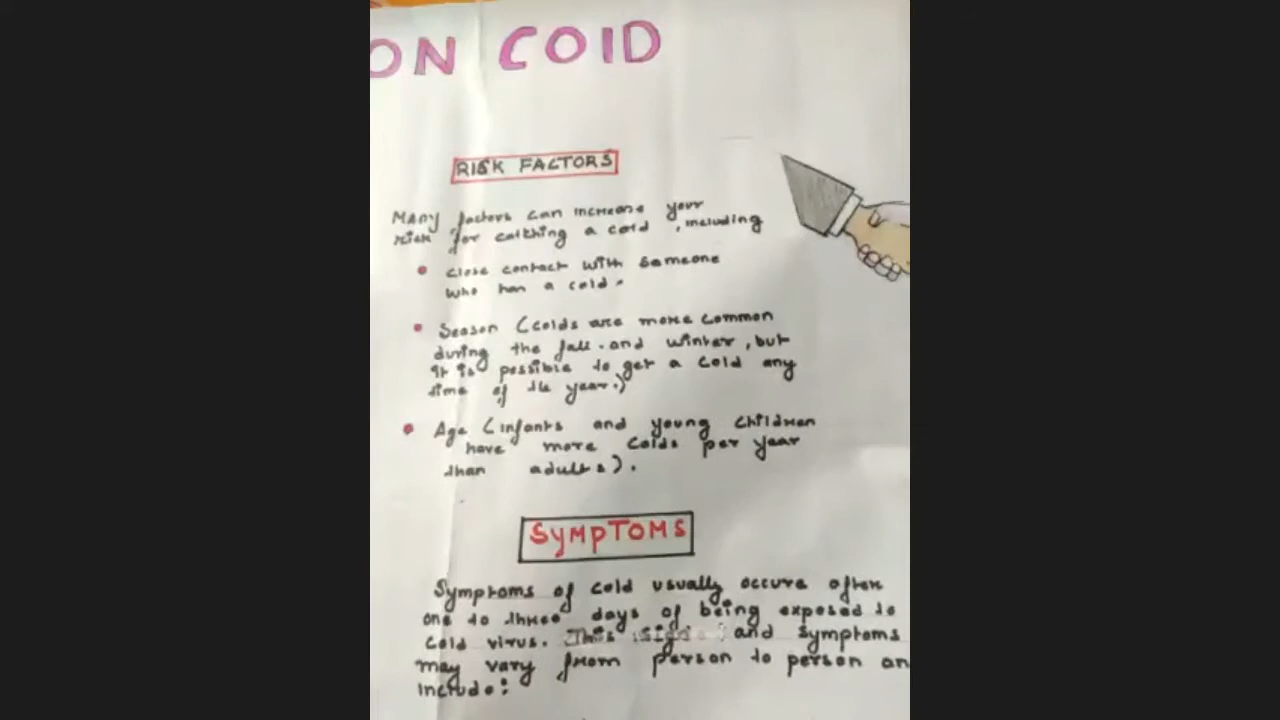 ON COlD
RISK FACTORS
MANY factors can increase your
risk for catching a cold , including
• close contact with someone
who has a cold.
• Season (colds are more common
during the fall. and winter, but
it is possible to get a cold any
time of the year.)
• Age (infants and young children
have more colds per year
than adults).
SyMPTOMS
Symptoms of cold usually occure after
one to three days of being exposed to
cold virus. This sign and symptoms
may vary from person to person an
include: